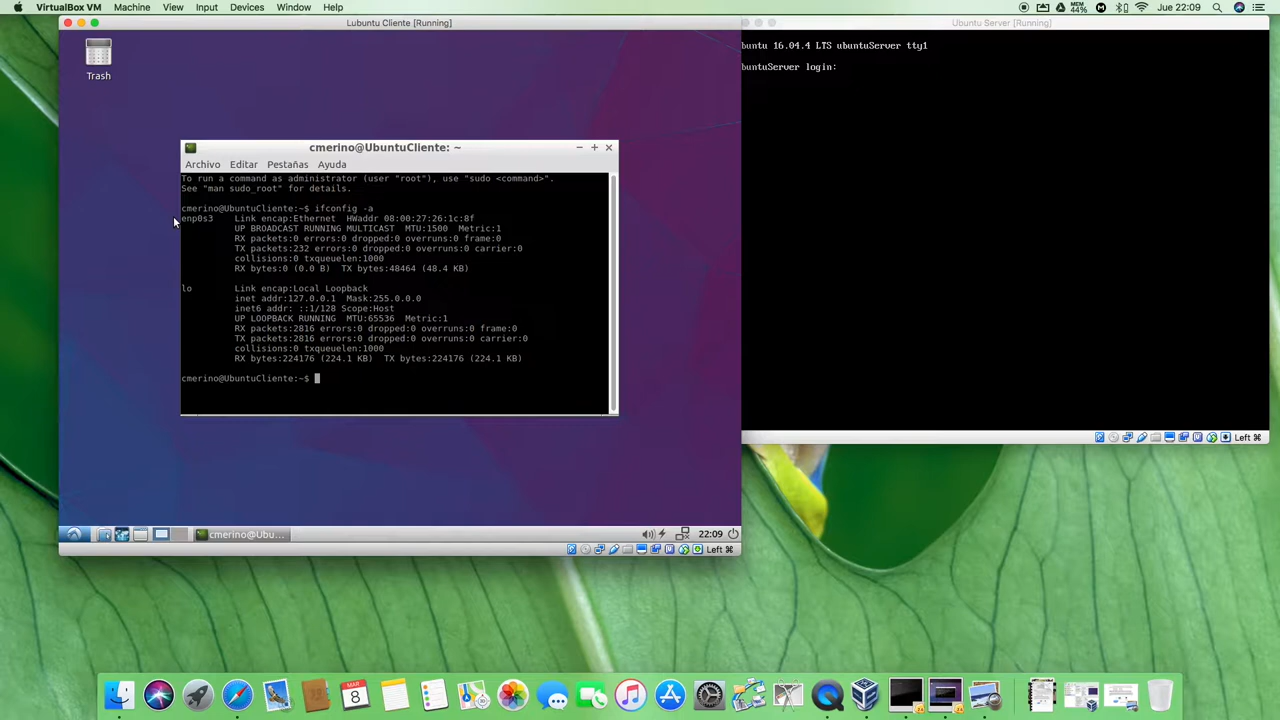 VirtualBox VM Machine View Input Devices Window Help
MEM 44% Jue 22:09
Lubuntu Cliente [Running]
Ubuntu Server [Running]
Trash
cmerino@UbuntuCliente: ~
Archivo Editar Pestañas Ayuda
To run a command as administrator (user "root"), use "sudo <command>".
See "man sudo_root" for details.
cmerino@UbuntuCliente:~$ ifconfig -a
enp0s3 Link encap:Ethernet HWaddr 08:00:27:26:1c:8f
UP BROADCAST RUNNING MULTICAST MTU:1500 Metric:1
RX packets:0 errors:0 dropped:0 overruns:0 frame:0
TX packets:232 errors:0 dropped:0 overruns:0 carrier:0
collisions:0 txqueuelen:1000
RX bytes:0 (0.0 B) TX bytes:48464 (48.4 KB)
lo Link encap:Local Loopback
inet addr:127.0.0.1 Mask:255.0.0.0
inet6 addr: ::1/128 Scope:Host
UP LOOPBACK RUNNING MTU:65536 Metric:1
RX packets:2816 errors:0 dropped:0 overruns:0 frame:0
TX packets:2816 errors:0 dropped:0 overruns:0 carrier:0
collisions:0 txqueuelen:1000
RX bytes:224176 (224.1 KB) TX bytes:224176 (224.1 KB)
cmerino@UbuntuCliente:~$
cmerino@Ubu...
22:09
Left ⌘
buntu 16.04.4 LTS ubuntuServer tty1
buntuServer login:
Left ⌘
8